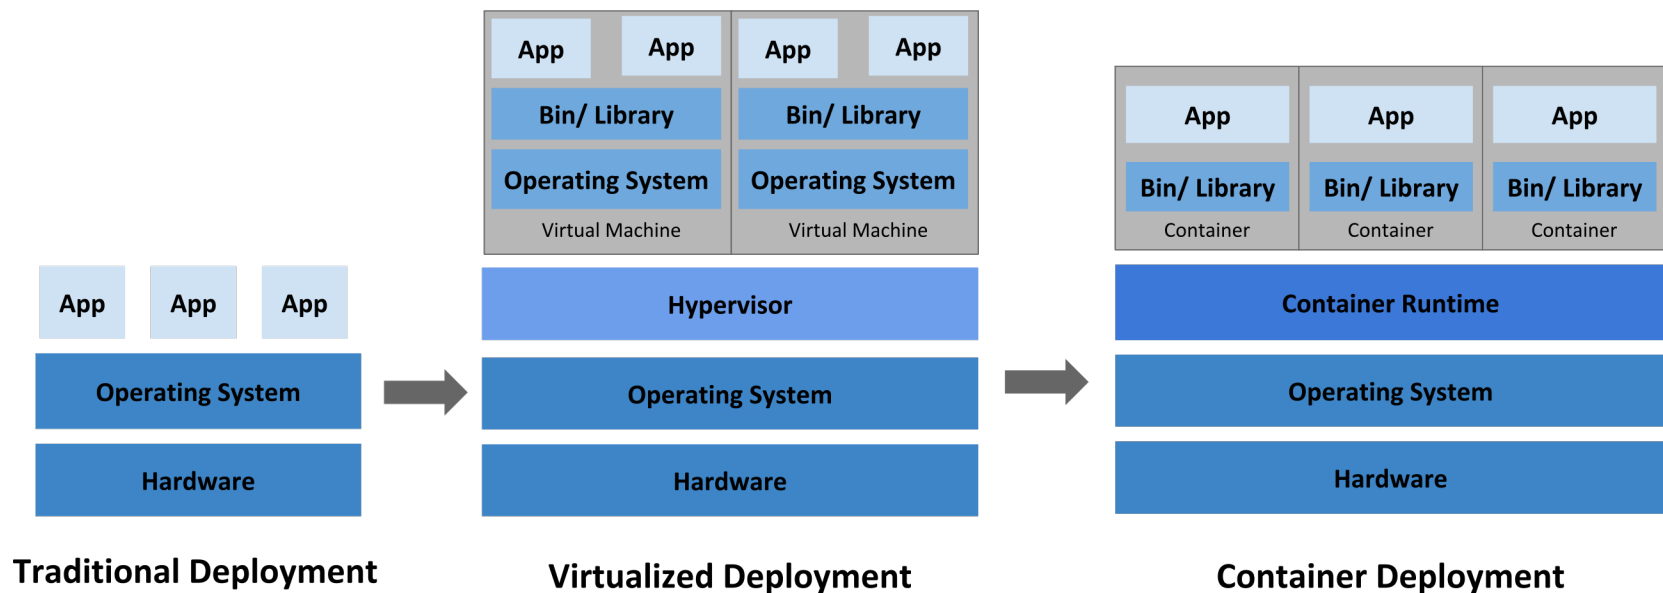 App
App
App
Operating System
Hardware
Traditional Deployment
App
App
Bin/ Library
Operating System
Virtual Machine
App
App
Bin/ Library
Operating System
Virtual Machine
Hypervisor
Operating System
Hardware
Virtualized Deployment
App
Bin/ Library
Container
App
Bin/ Library
Container
App
Bin/ Library
Container
Container Runtime
Operating System
Hardware
Container Deployment